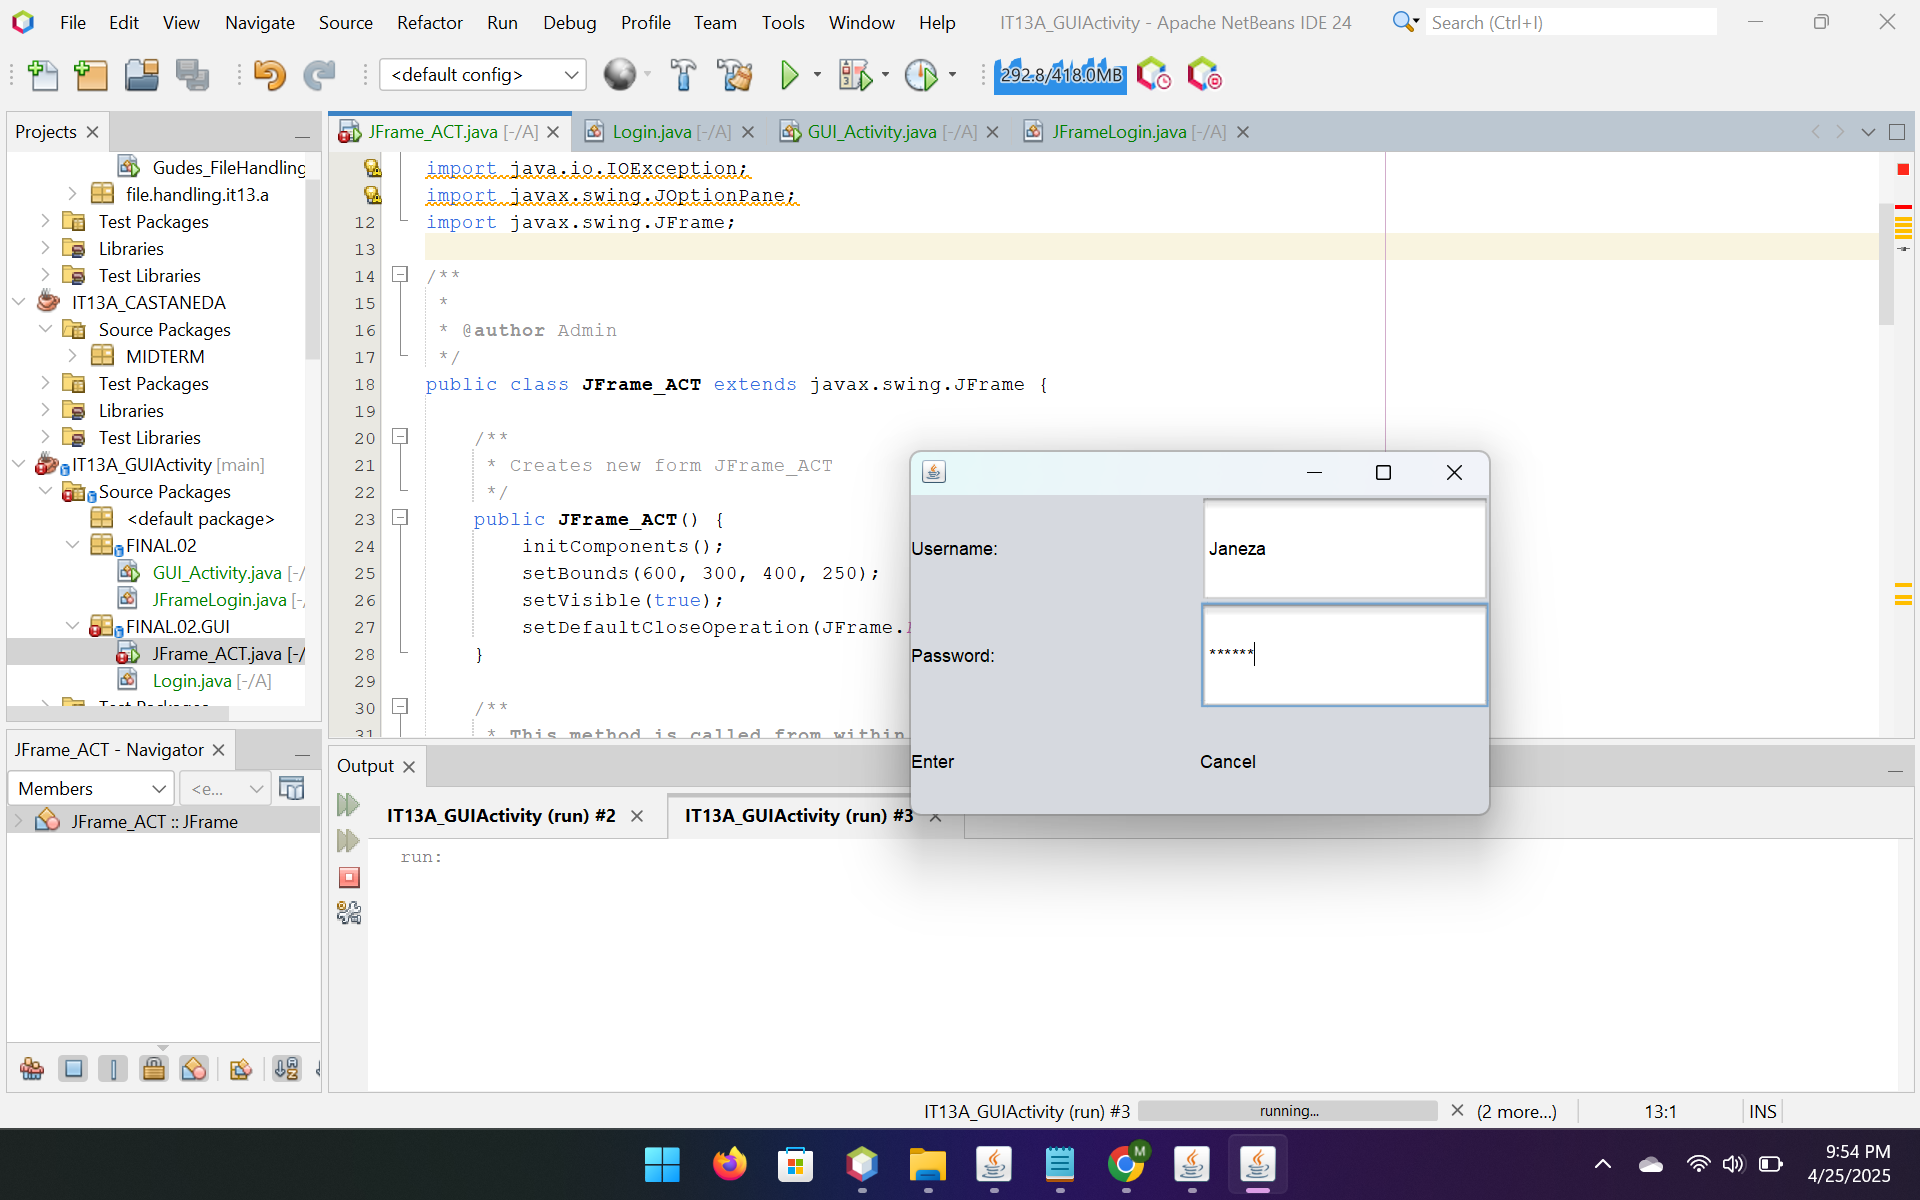 File Edit View Navigate Source Refactor Run Debug Profile Team Tools Window Help IT13A_GUIActivity - Apache NetBeans IDE 24 Search (Ctrl+I)
<default config> 292.8/418.0MB
Projects
Gudes_FileHandling
file.handling.it13.a
Test Packages
Libraries
Test Libraries
IT13A_CASTANEDA
Source Packages
MIDTERM
Test Packages
Libraries
Test Libraries
IT13A_GUIActivity [main]
Source Packages
<default package>
FINAL.02
GUI_Activity.java [-/
JFrameLogin.java [-
FINAL.02.GUI
JFrame_ACT.java [-/
Login.java [-/A]
Test Packages
JFrame_ACT - Navigator
Members <e...
JFrame_ACT :: JFrame
JFrame_ACT.java [-/A] Login.java [-/A] GUI_Activity.java [-/A] JFrameLogin.java [-/A]
import java.io.IOException;
import javax.swing.JOptionPane;
12 import javax.swing.JFrame;
13
14 /**
15 *
16 * @author Admin
17 */
18 public class JFrame_ACT extends javax.swing.JFrame {
19
20 /**
21 * Creates new form JFrame_ACT
22 */
23 public JFrame_ACT() {
24 initComponents();
25 setBounds(600, 300, 400, 250);
26 setVisible(true);
27 setDefaultCloseOperation(JFrame.
28 }
29
30 /**
31 * This method is called from within
Username: Janeza
Password: ******
Enter Cancel
Output
IT13A_GUIActivity (run) #2 IT13A_GUIActivity (run) #3
run:
IT13A_GUIActivity (run) #3 running... (2 more...) 13:1 INS
M
9:54 PM
4/25/2025